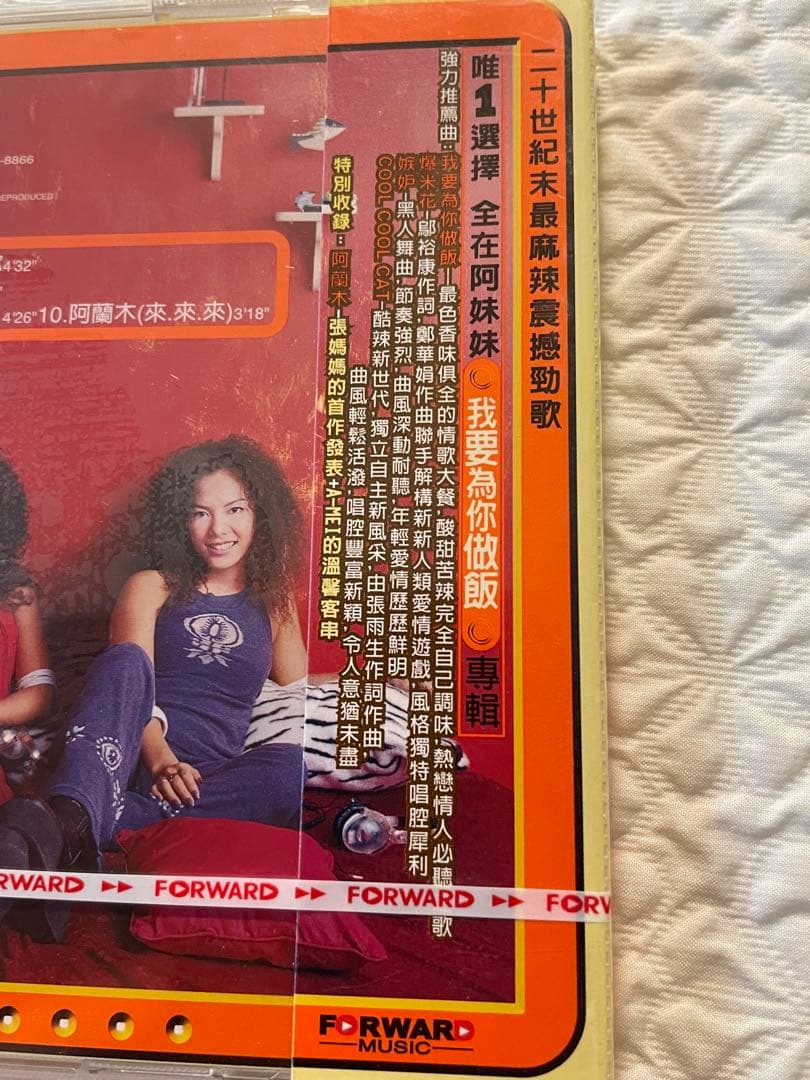 二十世紀末最麻辣震撼勁歌
唯1選擇 全在阿妹妹 我要為你做飯 專輯
強力推薦曲:我要為你做飯-最色香味俱全的情歌大餐,酸甜苦辣完全自己調味,熱戀情人必聽 歌
爆米花-鄔裕康作詞,鄭華娟作曲聯手解構新新人類愛情遊戲,風格獨特唱腔犀利
嫉妒-黑人舞曲,節奏強烈,曲風深動耐聽,年輕愛情歷歷鮮明
COOL COOL CAT-酷辣新世代,獨立自主新風采,由張雨生作詞作曲
曲風輕鬆活潑,唱腔豐富新穎,令人意猶未盡
特別收錄:阿蘭木-張媽媽的首作發表+A-MEI的溫馨客串
-8866
REPRODUCED
4'32"
4'26" 10.阿蘭木(來.來.來)3'18"
RWARD FORWARD FORWARD FORW
FORWARD
MUSIC